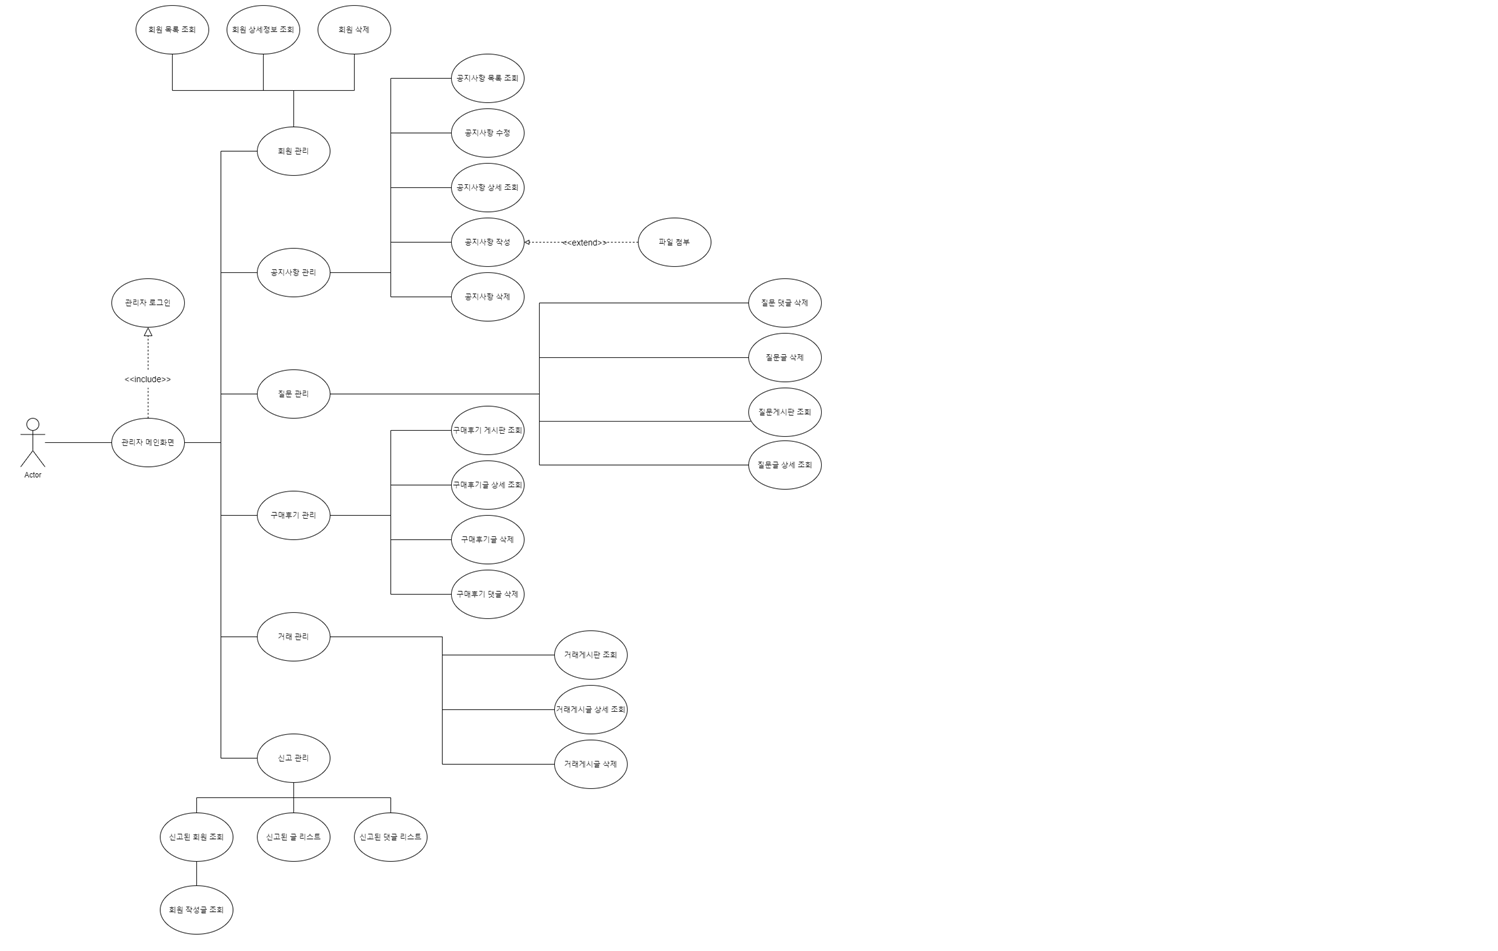 회원 목록 조회
회원 상세정보 조회
회원 삭제
공지사항 목록 조회
공지사항 수정
회원 관리
공지사항 상세 조회
공지사항 작성
<<extend>>
파일 첨부
공지사항 관리
공지사항 삭제
관리자 로그인
질문 댓글 삭제
질문글 삭제
<<include>>
질문 관리
질문게시판 조회
구매후기 게시판 조회
관리자 메인화면
질문글 상세 조회
Actor
구매후기글 상세 조회
구매후기 관리
구매후기글 삭제
구매후기 댓글 삭제
거래 관리
거래게시판 조회
거래게시글 상세 조회
신고 관리
거래게시글 삭제
신고된 회원 조회
신고된 글 리스트
신고된 댓글 리스트
회원 작성글 조회